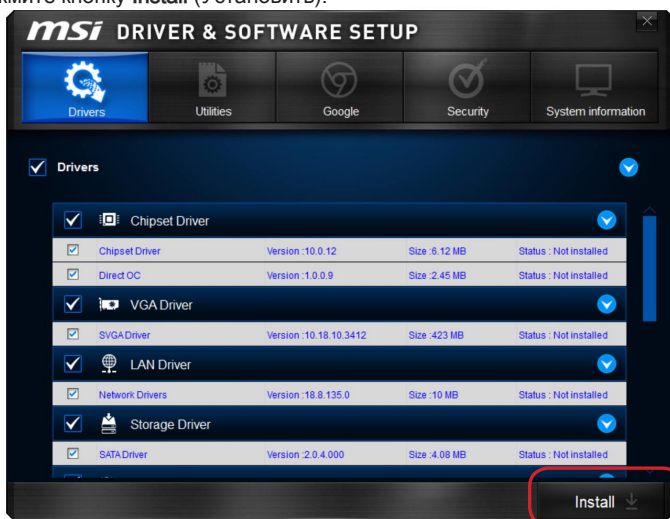 кнопку Install (Установить).
msi DRIVER & SOFTWARE SETUP
Drivers Utilities Google Security System information
Drivers
Chipset Driver
Chipset Driver Version :10.0.12 Size :6.12 MB Status : Not installed
Direct OC Version :1.0.0.9 Size :2.45 MB Status : Not installed
VGA Driver
SVGA Driver Version :10.18.10.3412 Size :423 MB Status : Not installed
LAN Driver
Network Drivers Version :18.8.135.0 Size :10 MB Status : Not installed
Storage Driver
SATA Driver Version :2.0.4.000 Size :4.08 MB Status : Not installed
Install